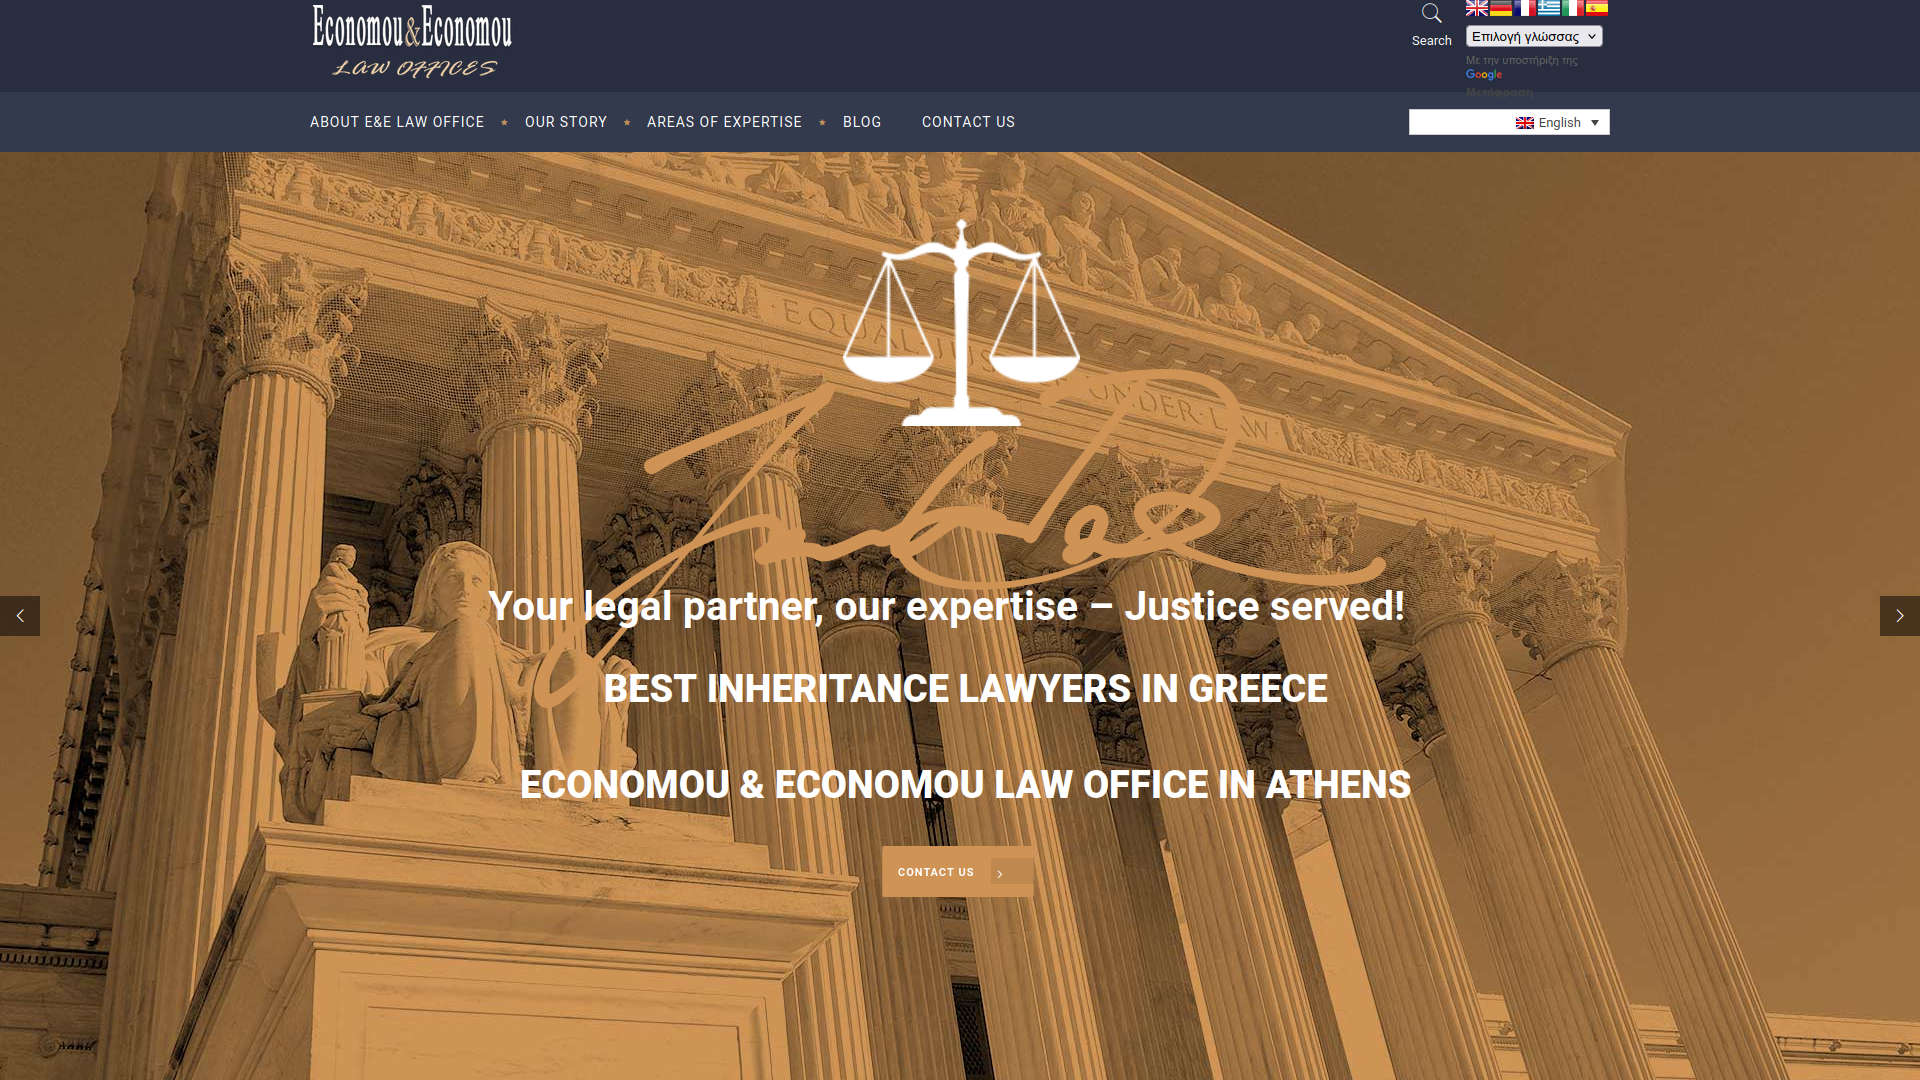 Economou&Economou
LAW OFFICES
Search
Επιλογή γλώσσας
Με την υποστήριξη της
Google
Μετάφραση
ABOUT E&E LAW OFFICE
OUR STORY
AREAS OF EXPERTISE
BLOG
CONTACT US
English
EQUAL
UNDER·LAW
Your legal partner, our expertise – Justice served!
BEST INHERITANCE LAWYERS IN GREECE
ECONOMOU & ECONOMOU LAW OFFICE IN ATHENS
CONTACT US